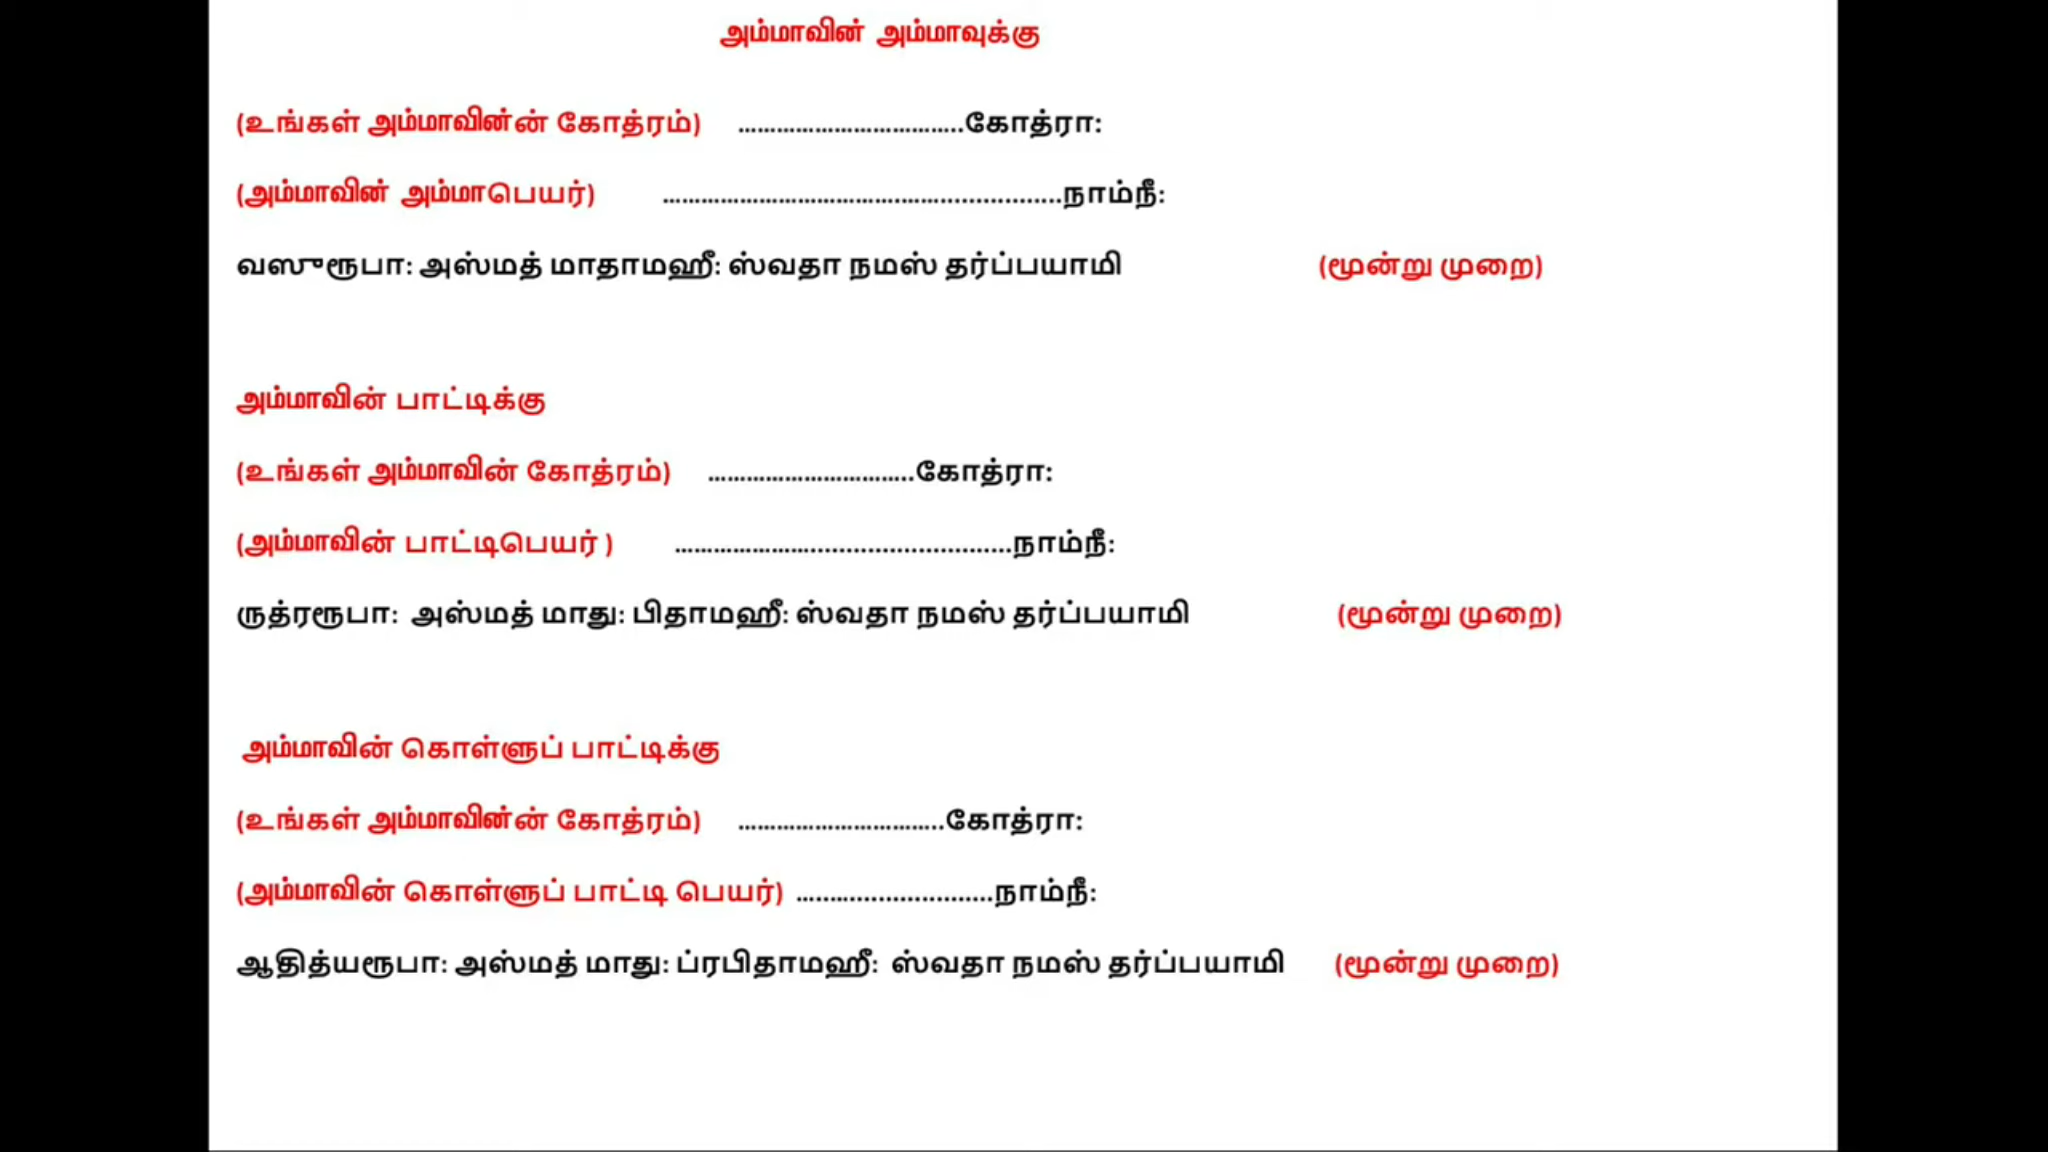 அம்மாவின் அம்மாவுக்கு
(உங்கள் அம்மாவின்ன் கோத்ரம்) ......................................கோத்ரா:
(அம்மாவின் அம்மாபெயர்) ..........................................................நாம்நீ:
வஸுரூபா: அஸ்மத் மாதாமஹீ: ஸ்வதா நமஸ் தர்ப்பயாமி (மூன்று முறை)
அம்மாவின் பாட்டிக்கு
(உங்கள் அம்மாவின் கோத்ரம்) ...................................கோத்ரா:
(அம்மாவின் பாட்டிபெயர் ) ..................................................நாம்நீ:
ருத்ரரூபா: அஸ்மத் மாது: பிதாமஹீ: ஸ்வதா நமஸ் தர்ப்பயாமி (மூன்று முறை)
அம்மாவின் கொள்ளுப் பாட்டிக்கு
(உங்கள் அம்மாவின்ன் கோத்ரம்) ...................................கோத்ரா:
(அம்மாவின் கொள்ளுப் பாட்டி பெயர்) .............................நாம்நீ:
ஆதித்யரூபா: அஸ்மத் மாது: ப்ரபிதாமஹீ: ஸ்வதா நமஸ் தர்ப்பயாமி (மூன்று முறை)